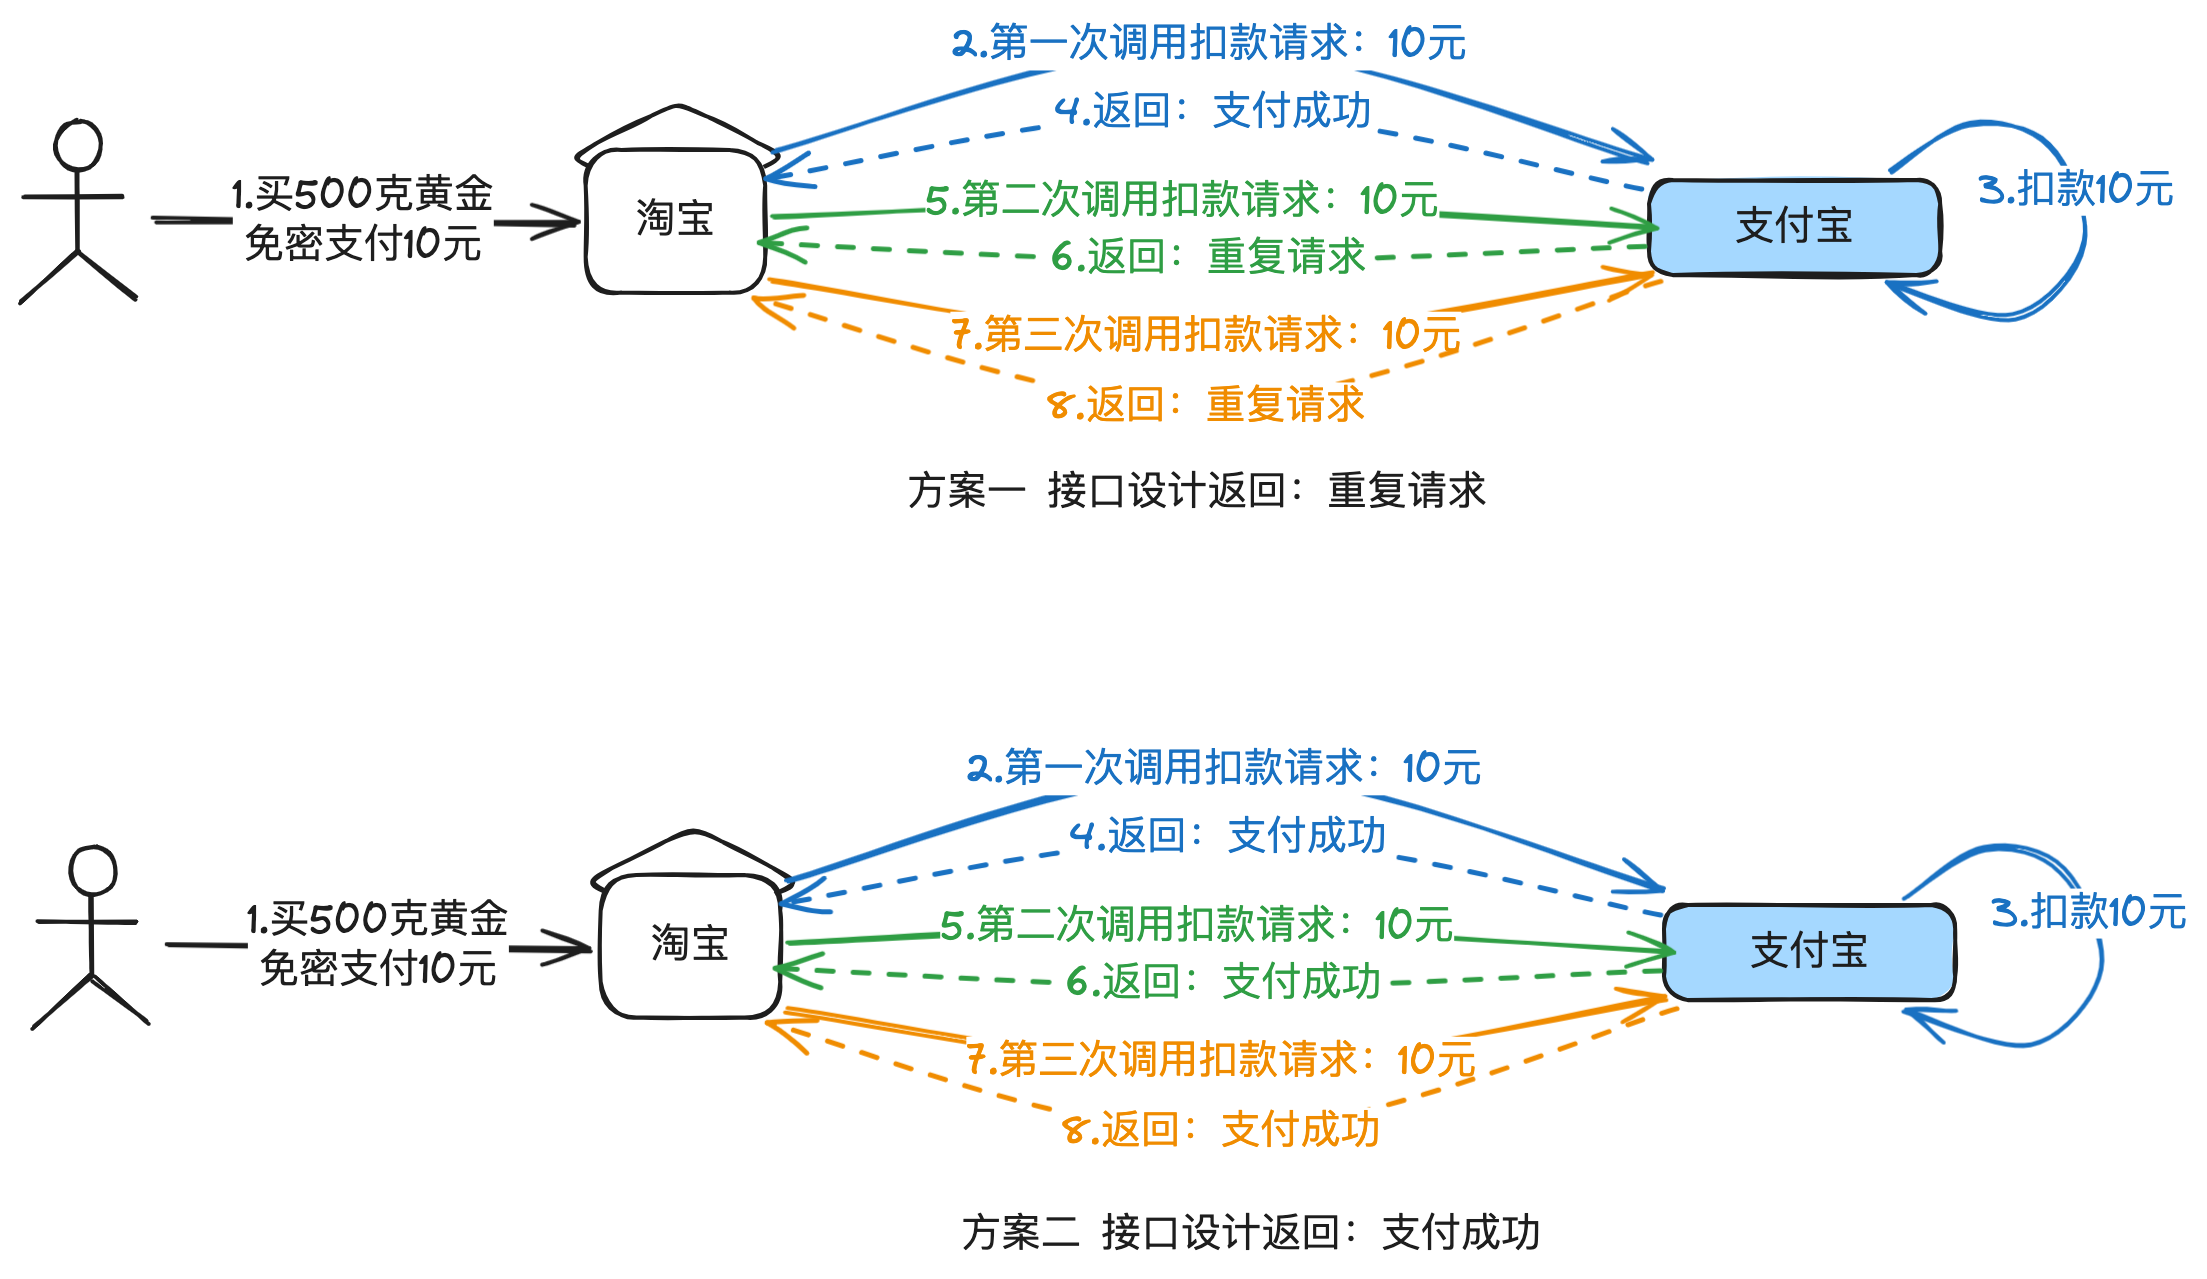 2.第一次调用扣款请求：10元
4.返回：支付成功
1.买500克黄金
免密支付10元
淘宝
5.第二次调用扣款请求：10元
6.返回：重复请求
支付宝
3.扣款10元
7.第三次调用扣款请求：10元
8.返回：重复请求
方案一 接口设计返回：重复请求
2.第一次调用扣款请求：10元
4.返回：支付成功
1.买500克黄金
免密支付10元
淘宝
5.第二次调用扣款请求：10元
6.返回：支付成功
支付宝
3.扣款10元
7.第三次调用扣款请求：10元
8.返回：支付成功
方案二 接口设计返回：支付成功